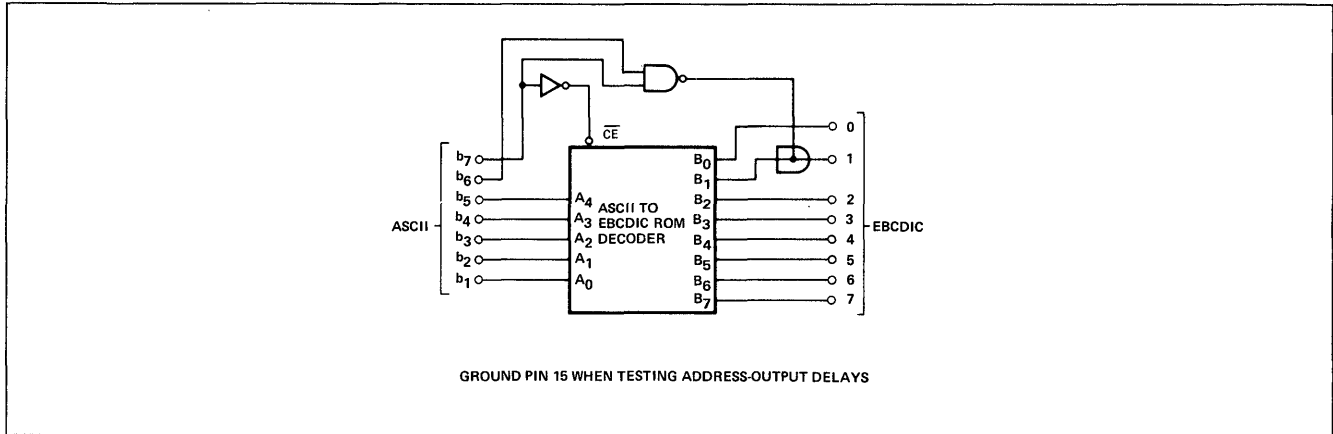 CE
b7
b6
b5
b4
b3
b2
b1
ASCII
A4
A3
A2
A1
A0
ASCII TO
EBCDIC ROM
DECODER
B0
B1
B2
B3
B4
B5
B6
B7
0
1
2
3
4
5
6
7
EBCDIC
GROUND PIN 15 WHEN TESTING ADDRESS-OUTPUT DELAYS